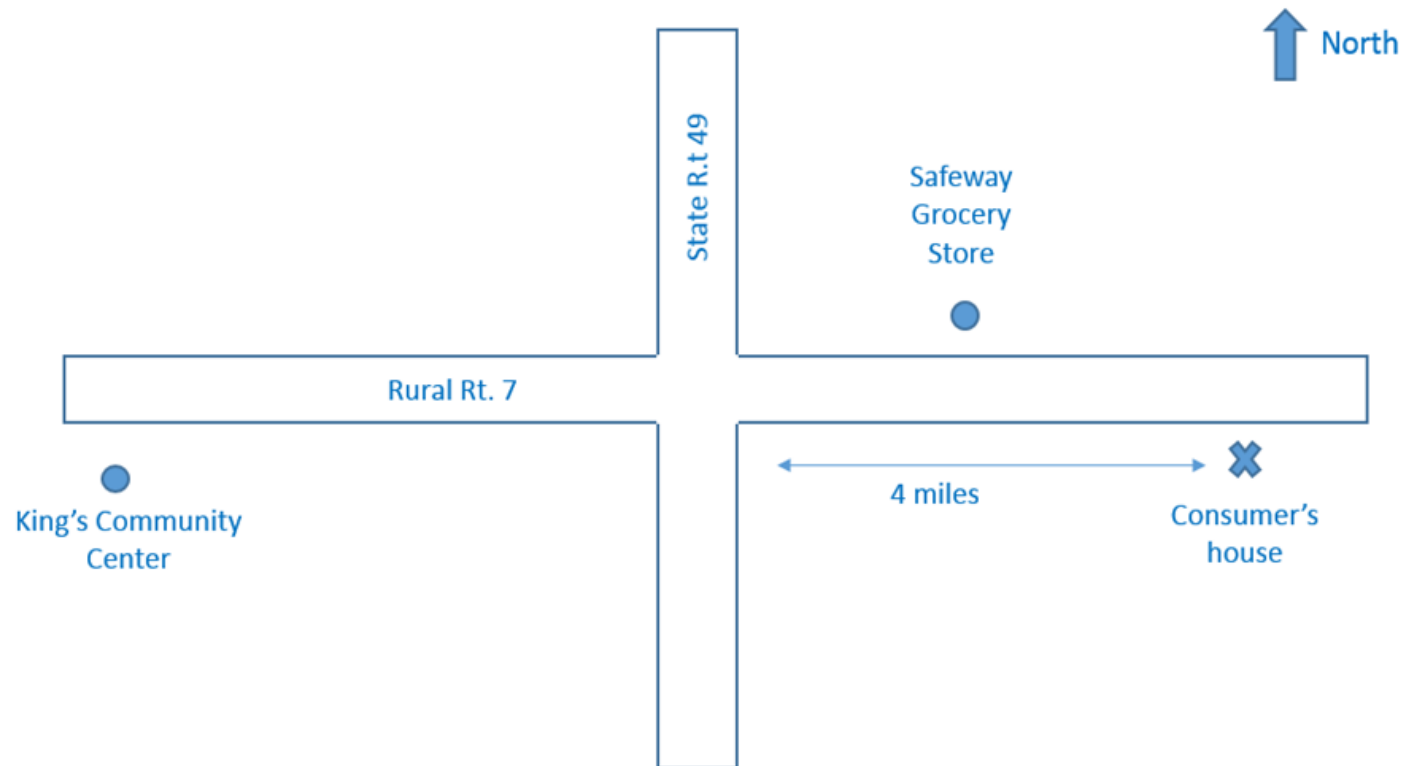 North
State R.t 49
Safeway
Grocery
Store
Rural Rt. 7
4 miles
King's Community
Center
Consumer's
house